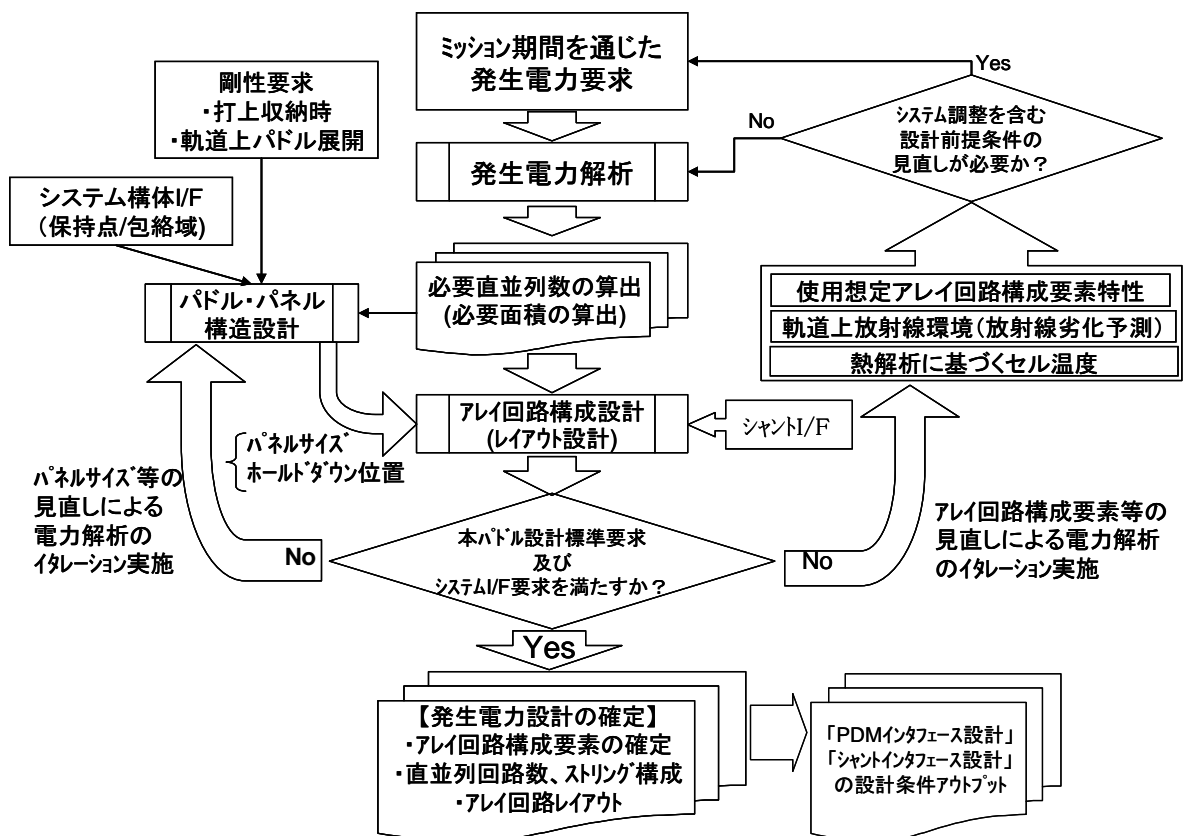 ミッション期間を通じた
発生電力要求
剛性要求
・打上収納時
・軌道上パドル展開
Yes
No
システム調整を含む
設計前提条件の
見直しが必要か？
発生電力解析
システム構体I/F
（保持点/包絡域)
必要直並列数の算出
(必要面積の算出)
パドル・パネル
構造設計
使用想定アレイ回路構成要素特性
軌道上放射線環境（放射線劣化予測）
熱解析に基づくセル温度
アレイ回路構成設計
(レイアウト設計)
シャントI/F
パネルサイズ
ホールドダウン位置
パネルサイズ等の
見直しによる
電力解析の
イタレーション実施
No
本パドル設計標準要求
及び
システムI/F要求を満たすか？
No
アレイ回路構成要素等の
見直しによる電力解析
のイタレーション実施
Yes
【発生電力設計の確定】
・アレイ回路構成要素の確定
・直並列回路数、ストリング構成
・アレイ回路レイアウト
「PDMインタフェース設計」
「シャントインタフェース設計」
の設計条件アウトプット